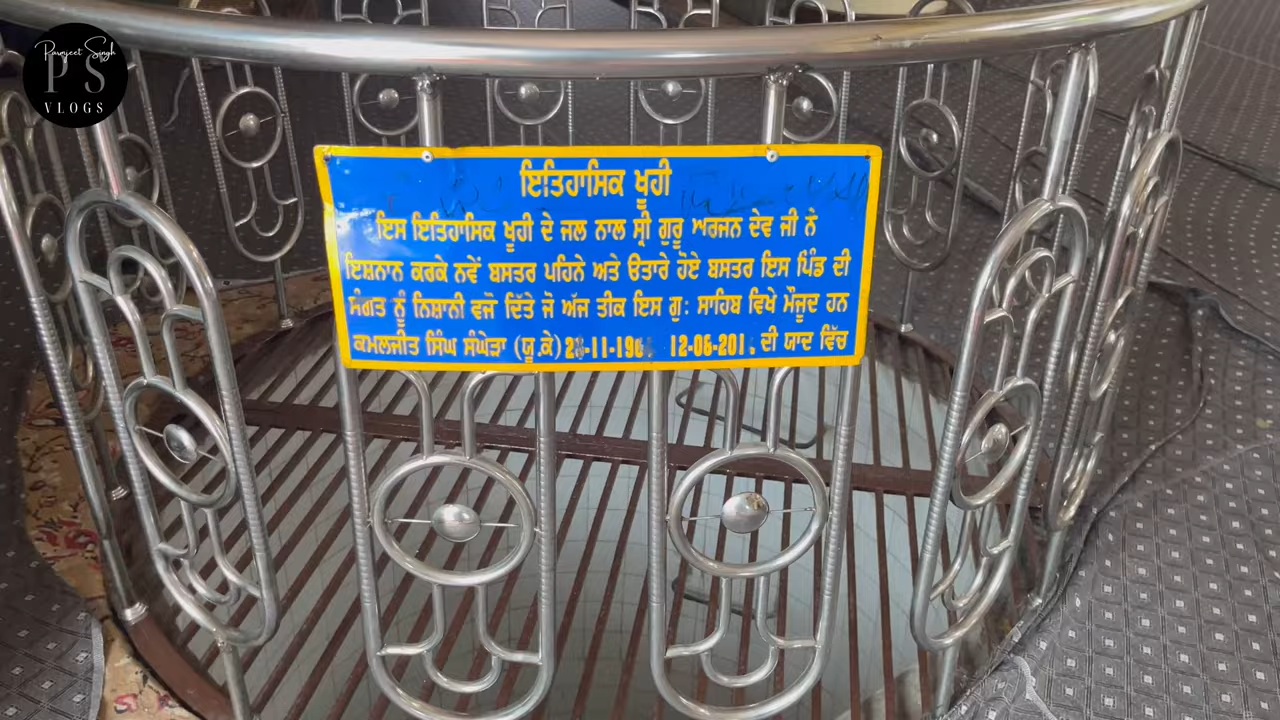 Parmjeet Singh
PS
VLOGS
ਇਤਿਹਾਸਿਕ ਖੂਹੀ
ਇਸ ਇਤਿਹਾਸਿਕ ਖੂਹੀ ਦੇ ਜਲ ਨਾਲ ਸ੍ਰੀ ਗੁਰੂ ਅਰਜਨ ਦੇਵ ਜੀ ਨੇ
ਇਸ਼ਨਾਨ ਕਰਕੇ ਨਵੇਂ ਬਸਤਰ ਪਹਿਨੇ ਅਤੇ ਉਤਾਰੇ ਹੋਏ ਬਸਤਰ ਇਸ ਪਿੰਡ ਦੀ
ਸੰਗਤ ਨੂੰ ਨਿਸ਼ਾਨੀ ਵਜੋ ਦਿੱਤੇ ਜੋ ਅੱਜ ਤੀਕ ਇਸ ਗੁ: ਸਾਹਿਬ ਵਿਖੇ ਮੌਜੂਦ ਹਨ
ਕਮਲਜੀਤ ਸਿੰਘ ਸੰਘੇੜਾ (ਯੂ.ਕੇ) ਦੀ ਯਾਦ ਵਿੱਚ